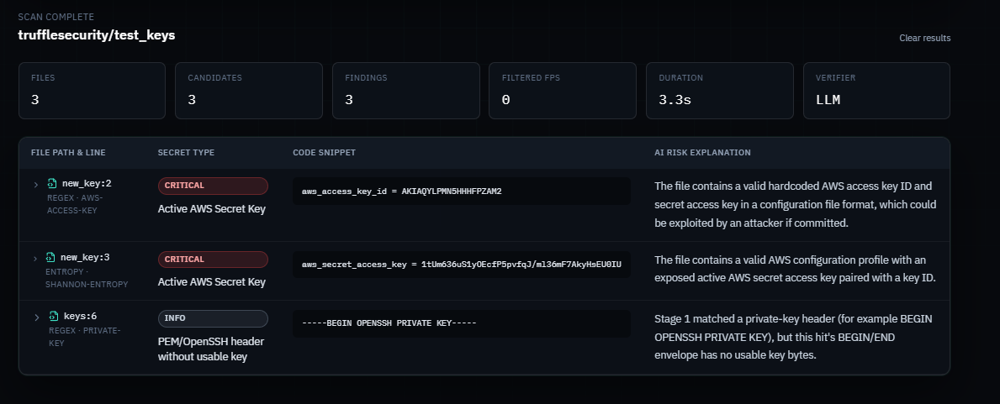 SCAN COMPLETE
trufflesecurity/test_keys
Clear results
FILES
3
CANDIDATES
3
FINDINGS
3
FILTERED FPS
0
DURATION
3.3s
VERIFIER
LLM
FILE PATH & LINE
SECRET TYPE
CODE SNIPPET
AI RISK EXPLANATION
new_key:2
REGEX · AWS-
ACCESS-KEY
CRITICAL
Active AWS Secret Key
aws_access_key_id = AKIAQYLPMN5HHHFPZAM2
The file contains a valid hardcoded AWS access key ID and
secret access key in a configuration file format, which could
be exploited by an attacker if committed.
new_key:3
ENTROPY ·
SHANNON-ENTROPY
CRITICAL
Active AWS Secret Key
aws_secret_access_key = 1tUm636uS1yOEcfP5pvfqJ/ml36mF7AkyHsEU0IU
The file contains a valid AWS configuration profile with an
exposed active AWS secret access key paired with a key ID.
keys:6
REGEX · PRIVATE-
KEY
INFO
PEM/OpenSSH header
without usable key
-----BEGIN OPENSSH PRIVATE KEY-----
Stage 1 matched a private-key header (for example BEGIN
OPENSSH PRIVATE KEY), but this hit's BEGIN/END
envelope has no usable key bytes.